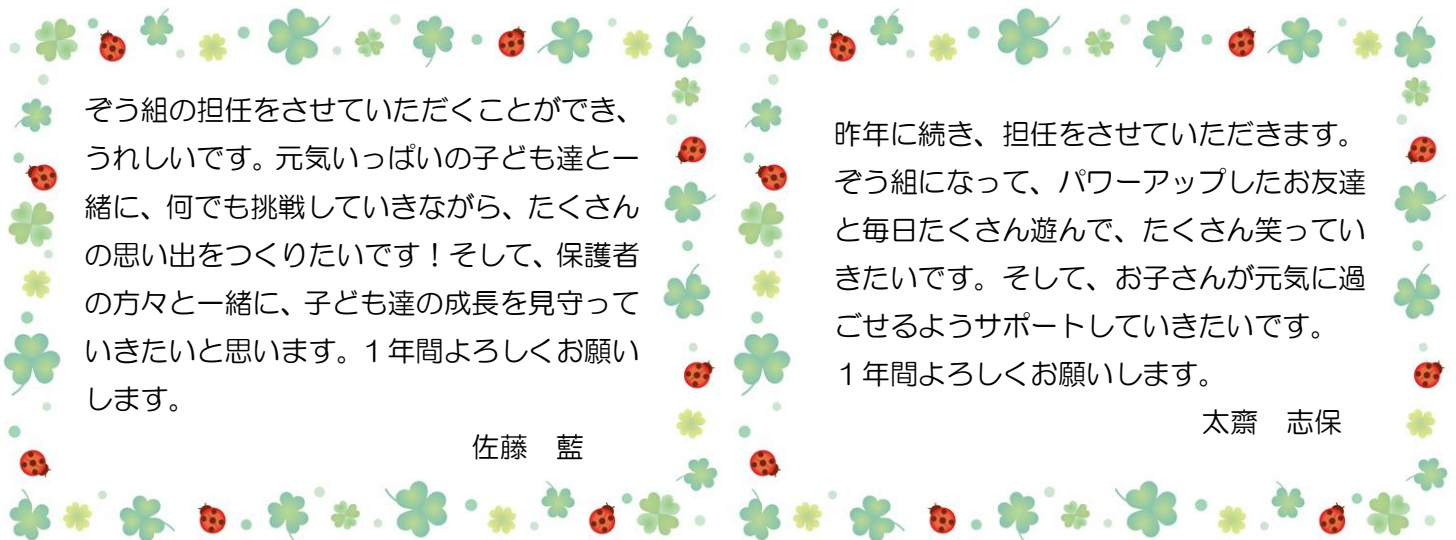 ぞう組の担任をさせていただくことができ、
うれしいです。元気いっぱいの子ども達と一
緒に、何でも挑戦していきながら、たくさん
の思い出をつくりたいです！そして、保護者
の方々と一緒に、子ども達の成長を見守って
いきたいと思います。１年間よろしくお願い
します。
佐藤　藍
昨年に続き、担任をさせていただきます。
ぞう組になって、パワーアップしたお友達
と毎日たくさん遊んで、たくさん笑ってい
きたいです。そして、お子さんが元気に過
ごせるようサポートしていきたいです。
１年間よろしくお願いします。
太齋　志保